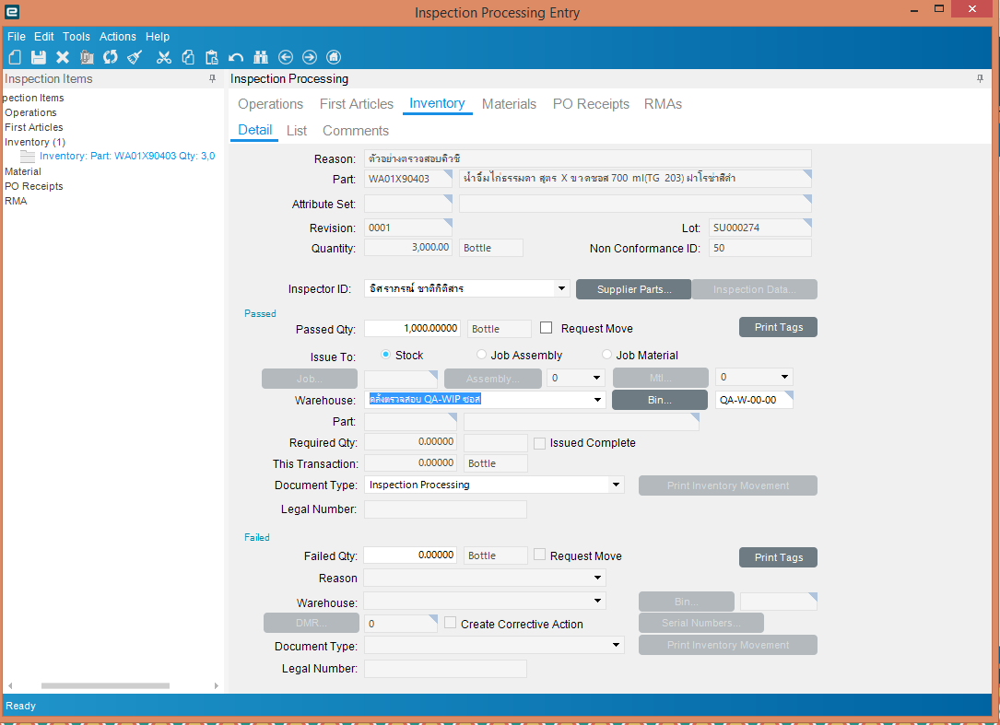 Inspection Processing Entry
File Edit Tools Actions Help
Inspection Items
Inspection Processing
pection Items
Operations
First Articles
Inventory (1)
Inventory: Part: WA01X90403 Qty: 3,0
Material
PO Receipts
RMA
Operations First Articles Inventory Materials PO Receipts RMAs
Detail List Comments
Reason: ตัวอย่างตรวจสอบคิวซี
Part: WA01X90403 น้ำจิ้มไก่ธรรมดา สูตร X ขวดซอส 700 ml(TG 203) ฝาโรซ่าสีดำ
Attribute Set:
Revision: 0001 Lot: SU000274
Quantity: 3,000.00 Bottle Non Conformance ID: 50
Inspector ID: อิศราภรณ์ ชาติกิติสาร Supplier Parts... Inspection Data...
Passed
Passed Qty: 1,000.00000 Bottle Request Move Print Tags
Issue To: Stock Job Assembly Job Material
Job... Assembly... 0 Mtl... 0
Warehouse: คลังตรวจสอบ QA-WIP ซอส Bin... QA-W-00-00
Part:
Required Qty: 0.00000 Issued Complete
This Transaction: 0.00000 Bottle
Document Type: Inspection Processing Print Inventory Movement
Legal Number:
Failed
Failed Qty: 0.00000 Bottle Request Move Print Tags
Reason
Warehouse: Bin...
DMR... 0 Create Corrective Action Serial Numbers...
Document Type: Print Inventory Movement
Legal Number:
Ready